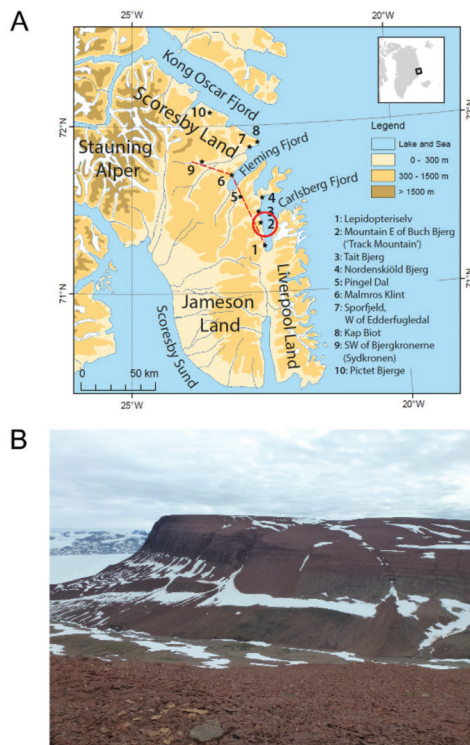 A
25°W
20°W
Kong Oscar Fjord
72°N
72°N
Scoresby Land
10
8
7
Stauning
Alper
Fleming Fjord
9
6
Carlsberg Fjord
5
4
3
2
1
71°N
71°N
Jameson
Land
Liverpool Land
Scoresby Sund
0 50 km
25°W
20°W
Legend
Lake and Sea
0 - 300 m
300 - 1500 m
> 1500 m
1: Lepidopteriselv
2: Mountain E of Buch Bjerg
('Track Mountain')
3: Tait Bjerg
4: Nordenskiöld Bjerg
5: Pingel Dal
6: Malmros Klint
7: Sporfjeld,
W of Edderfugledal
8: Kap Biot
9: SW of Bjergkronerne
(Sydkronen)
10: Pictet Bjerge
B